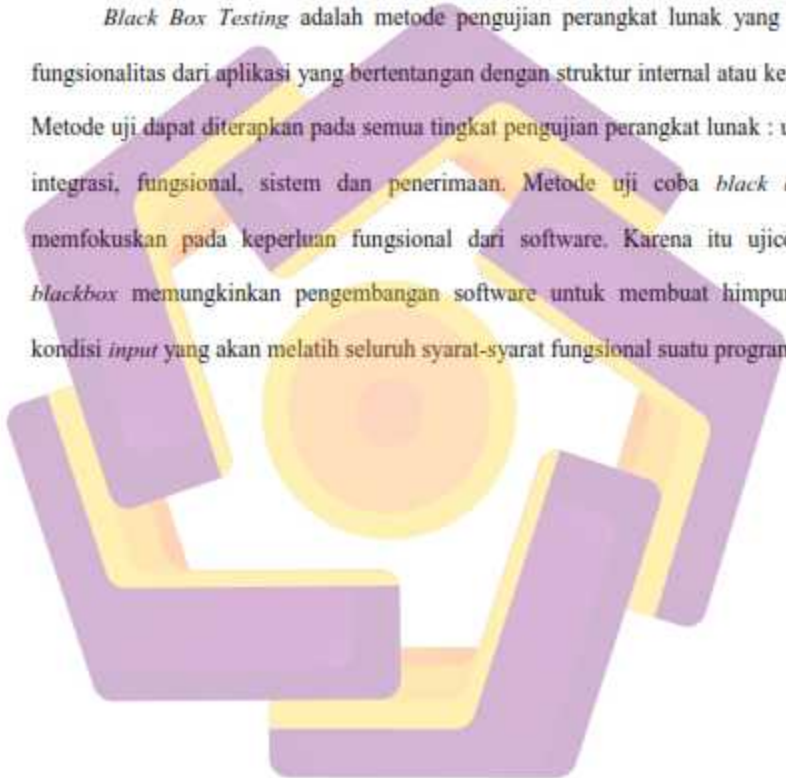 Black Box Testing adalah metode pengujian perangkat lunak yang
fungsionalitas dari aplikasi yang bertentangan dengan struktur internal atau
Metode uji dapat diterapkan pada semua tingkat pengujian perangkat lunak :
integrasi, fungsional, sistem dan penerimaan. Metode uji coba black
memfokuskan pada keperluan fungsional dari software. Karena itu
blackbox memungkinkan pengembangan software untuk membuat
kondisi input yang akan melatih seluruh syarat-syarat fungsional suatu